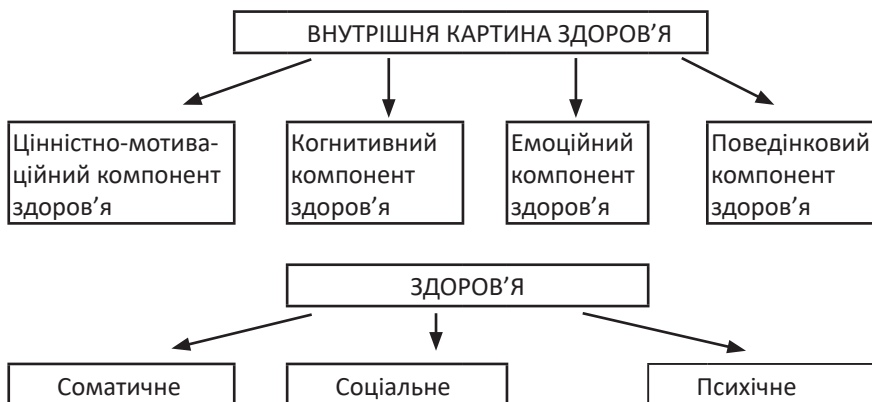 ВНУТРІШНЯ КАРТИНА ЗДОРОВ’Я
Цінністно-мотива-
ційний компонент
здоров’я
Когнитивний
компонент
здоров’я
Емоційний
компонент
здоров’я
Поведінковий
компонент
здоров’я
ЗДОРОВ’Я
Соматичне
Соціальне
Психічне